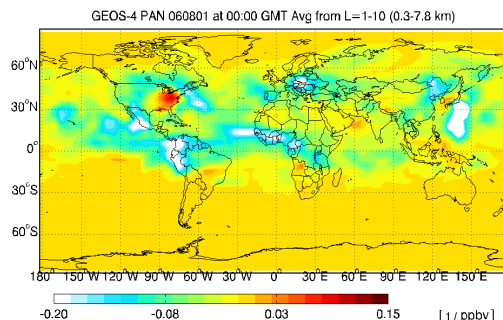 GEOS-4 PAN 060801 at 00:00 GMT Avg from L=1-10 (0.3-7.8 km)
60°N
30°N
0°
30°S
60°S
180 150°W 120°W 90°W 60°W 30°W 0° 30°E 60°E 90°E 120°E 150°E
-0.20 -0.08 0.03 0.15 [ 1 / ppbv]